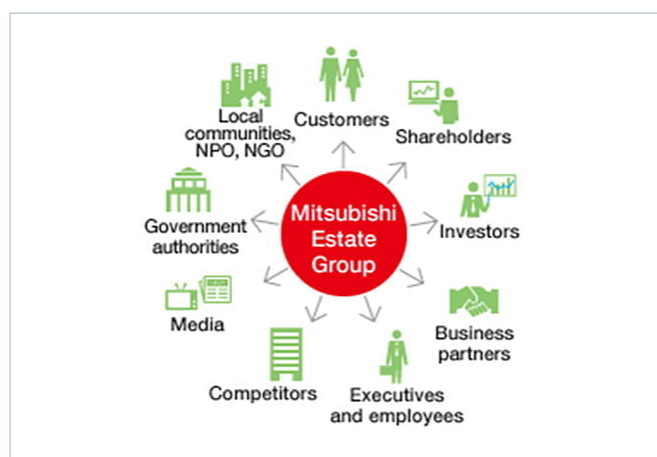 Customers
Shareholders
Investors
Business
partners
Executives
and employees
Competitors
Media
Government
authorities
Local
communities,
NPO, NGO
Mitsubishi
Estate
Group